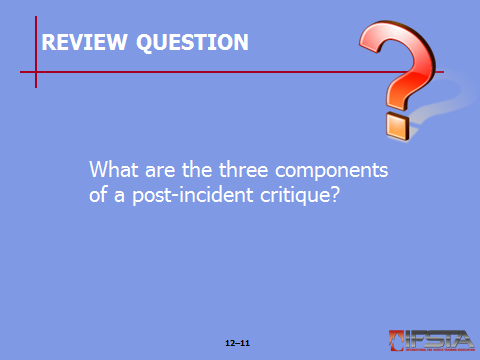 REVIEW QUESTION
What are the three components
of a post-incident critique?
12–11
IFSTA